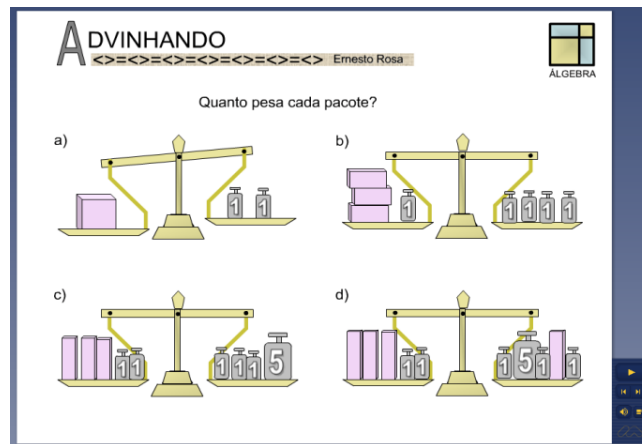 ADVINHANDO
<>=<>=<>=<>=<>=<>=<> Ernesto Rosa
ÁLGEBRA
Quanto pesa cada pacote?
a)
1 1
b)
1 1 1 1 1
c)
1 1 1 1 1 5
d)
1 1 1 5 1 1